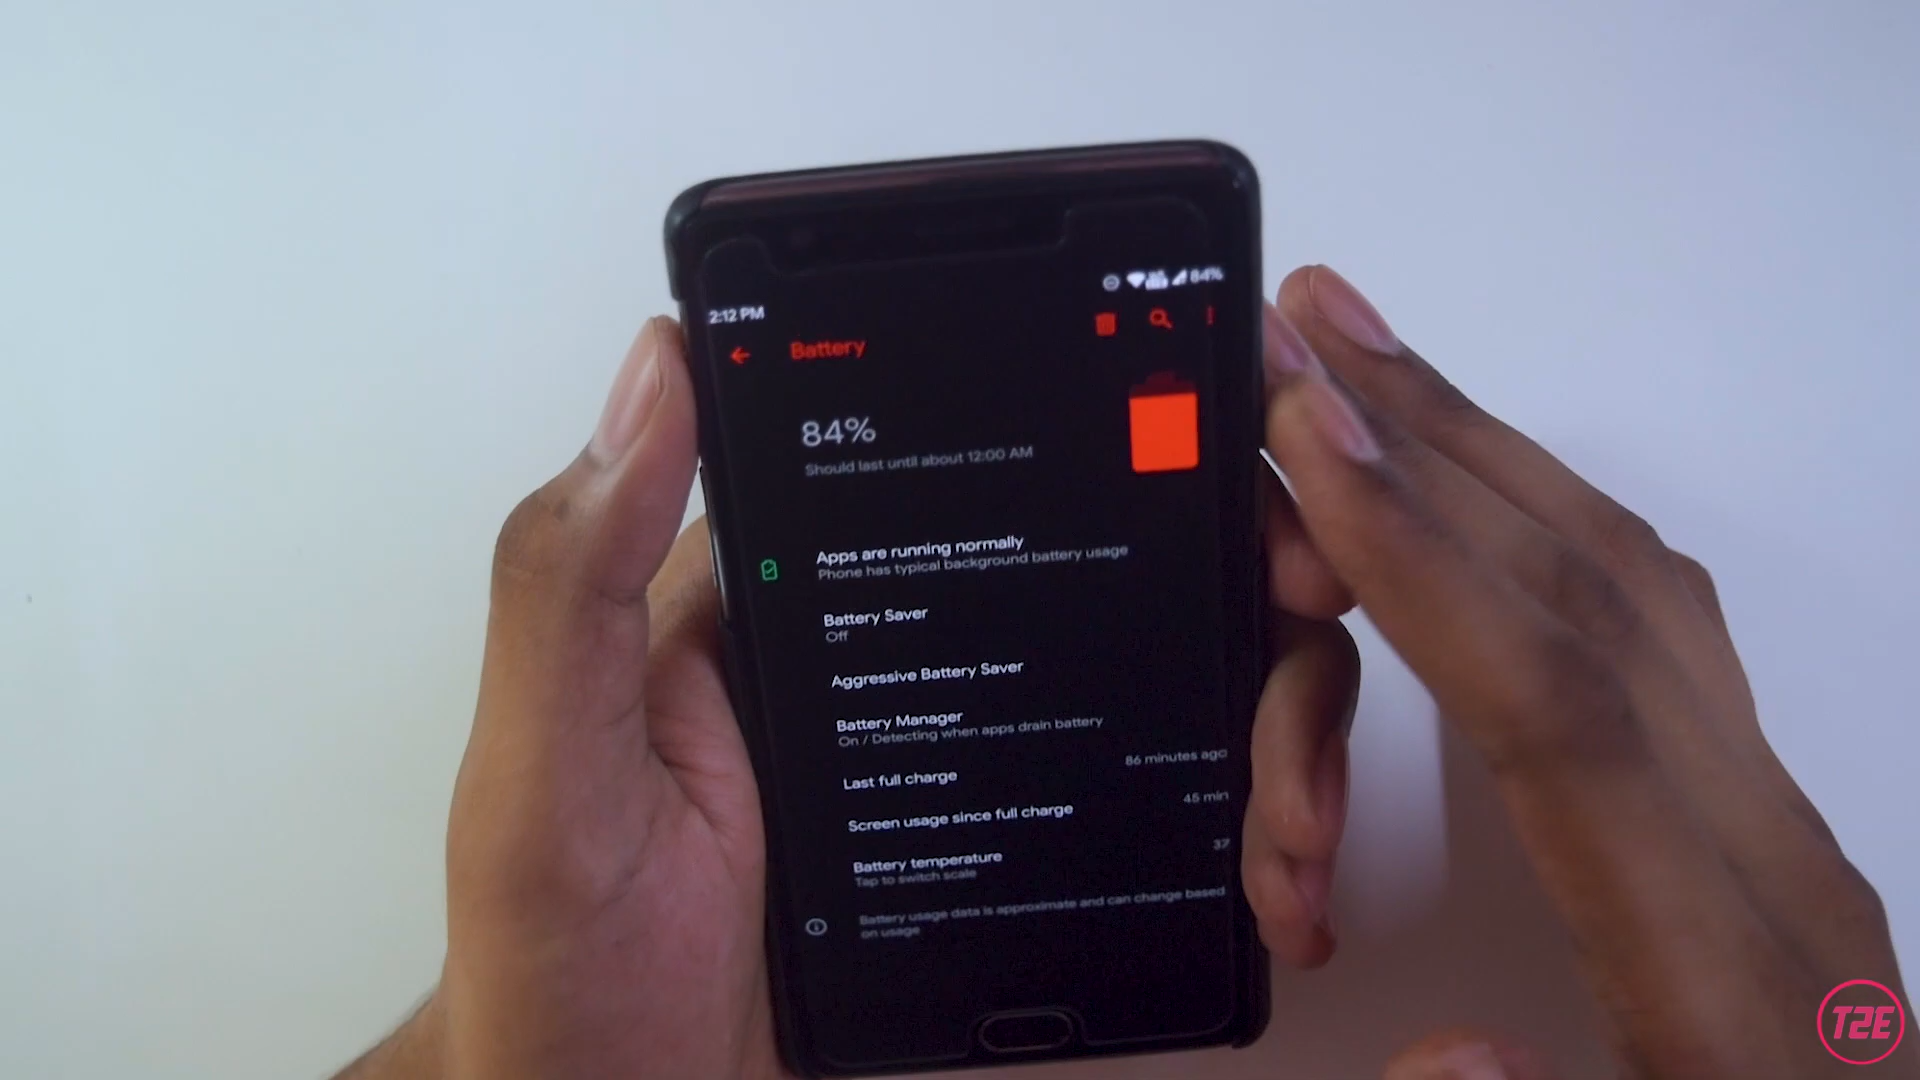 84%
2:12 PM
Battery
84%
Should last until about 12:00 AM
Apps are running normally
Phone has typical background battery usage
Battery Saver
Off
Aggressive Battery Saver
Battery Manager
On / Detecting when apps drain battery
Last full charge
86 minutes ago
Screen usage since full charge
45 min
Battery temperature
37
Tap to switch scale
Battery usage data is approximate and can change based
on usage
T2E